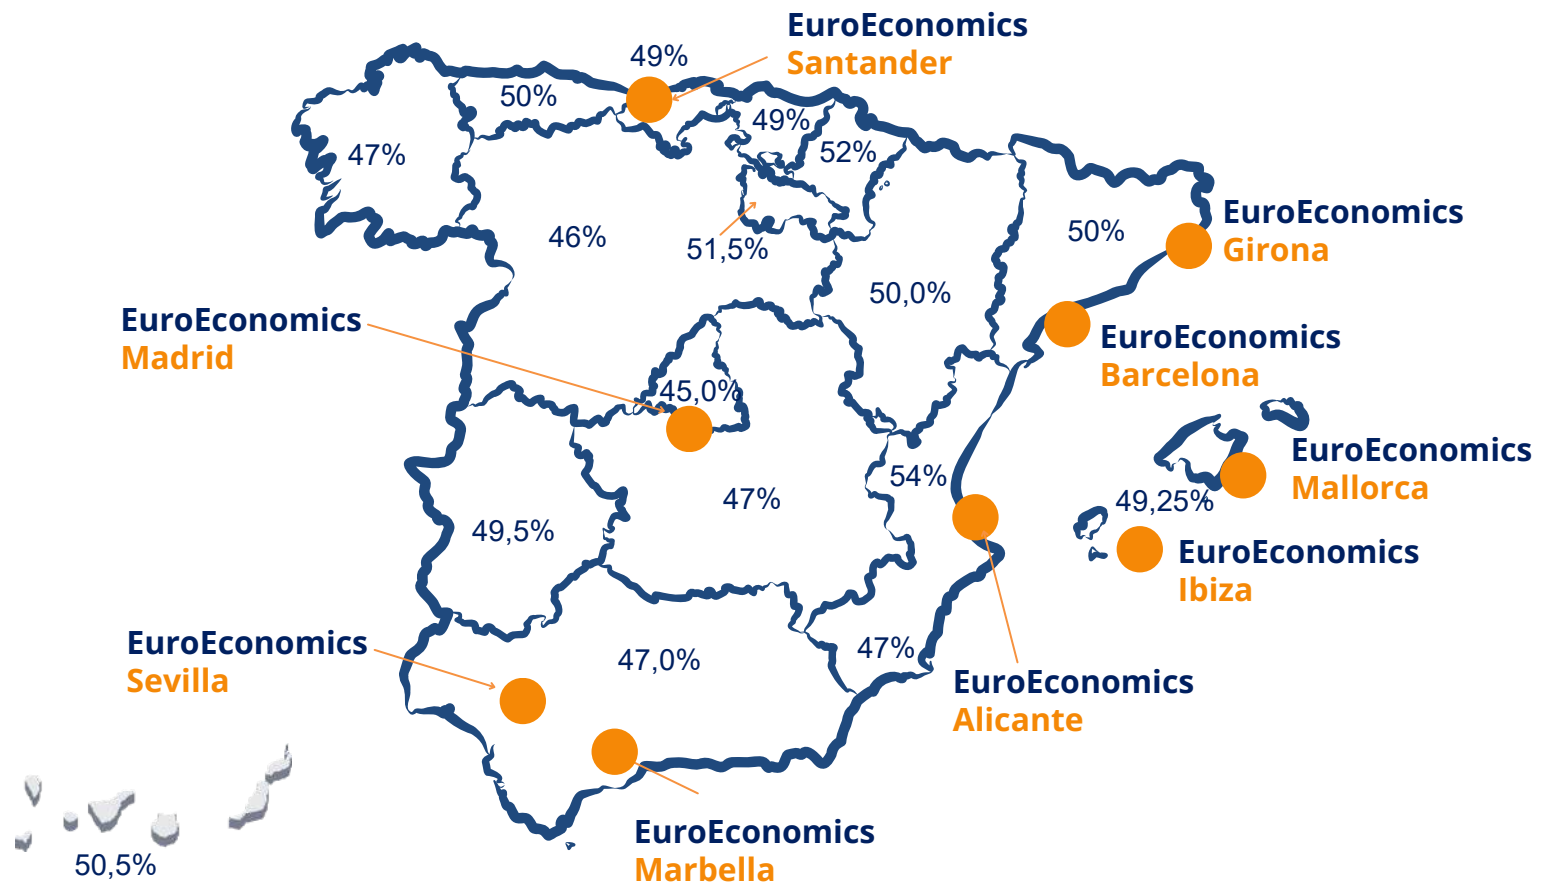 EuroEconomics
Santander
49%
50%
49%
52%
47%
EuroEconomics
Girona
50%
46%
51,5%
50,0%
EuroEconomics
Madrid
EuroEconomics
Barcelona
45,0%
EuroEconomics
Mallorca
54%
47%
49,25%
49,5%
EuroEconomics
Ibiza
EuroEconomics
Sevilla
47,0%
47%
EuroEconomics
Alicante
EuroEconomics
Marbella
50,5%